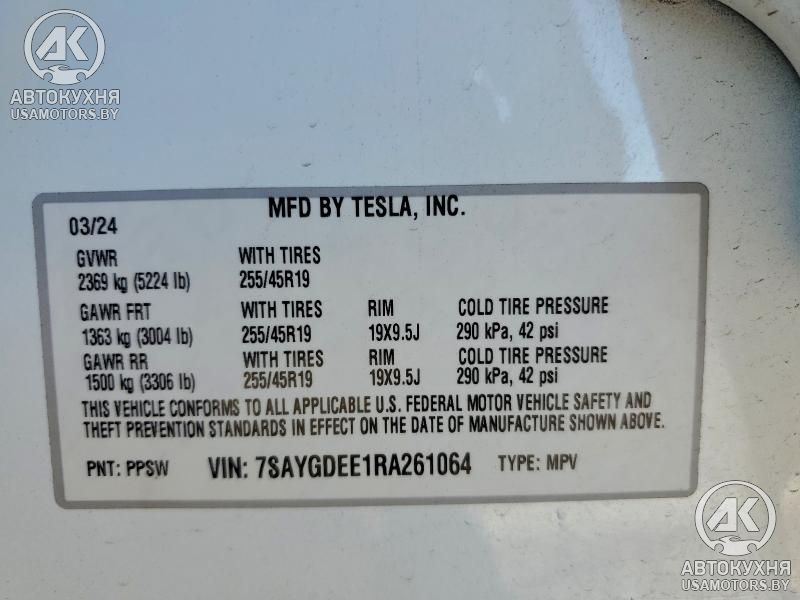 AK
АВТОКУХНЯ
USAMOTORS.BY
MFD BY TESLA, INC.
03/24
GVWR WITH TIRES
2369 kg (5224 lb) 255/45R19
GAWR FRT WITH TIRES RIM COLD TIRE PRESSURE
1363 kg (3004 lb) 255/45R19 19X9.5J 290 kPa, 42 psi
GAWR RR WITH TIRES RIM COLD TIRE PRESSURE
1500 kg (3306 lb) 255/45R19 19X9.5J 290 kPa, 42 psi
THIS VEHICLE CONFORMS TO ALL APPLICABLE U.S. FEDERAL MOTOR VEHICLE SAFETY AND
THEFT PREVENTION STANDARDS IN EFFECT ON THE DATE OF MANUFACTURE SHOWN ABOVE.
PNT: PPSW VIN: 7SAYGDEE1RA261064 TYPE: MPV
AK
АВТОКУХНЯ
USAMOTORS.BY